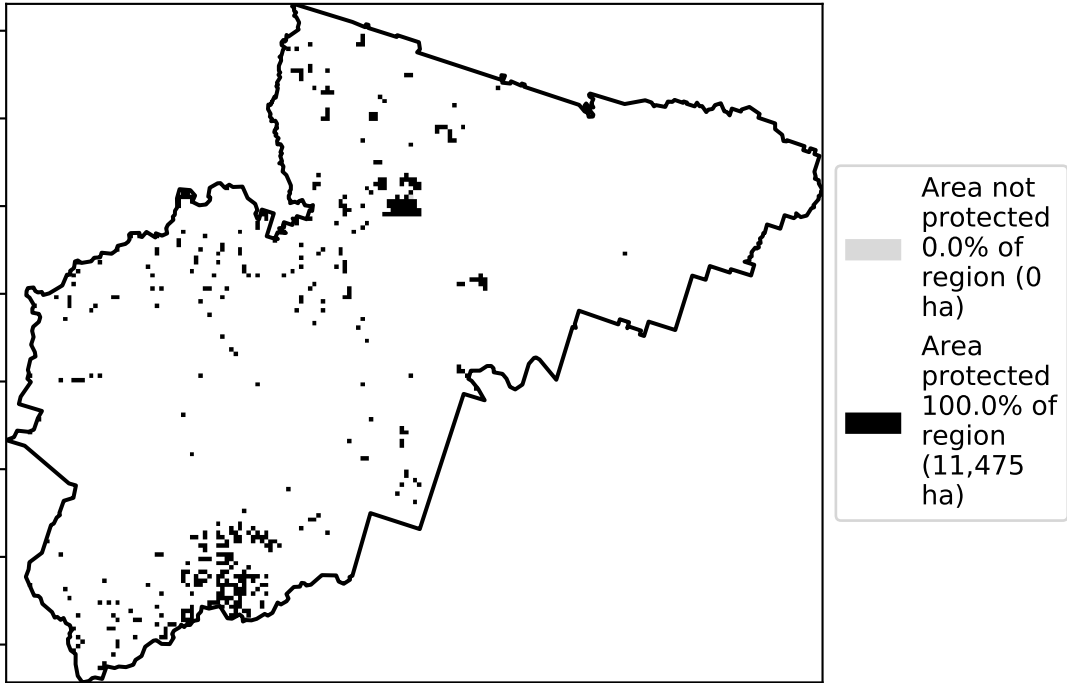 Area not
protected
0.0% of
region (0
ha)
Area
protected
100.0% of
region
(11,475
ha)